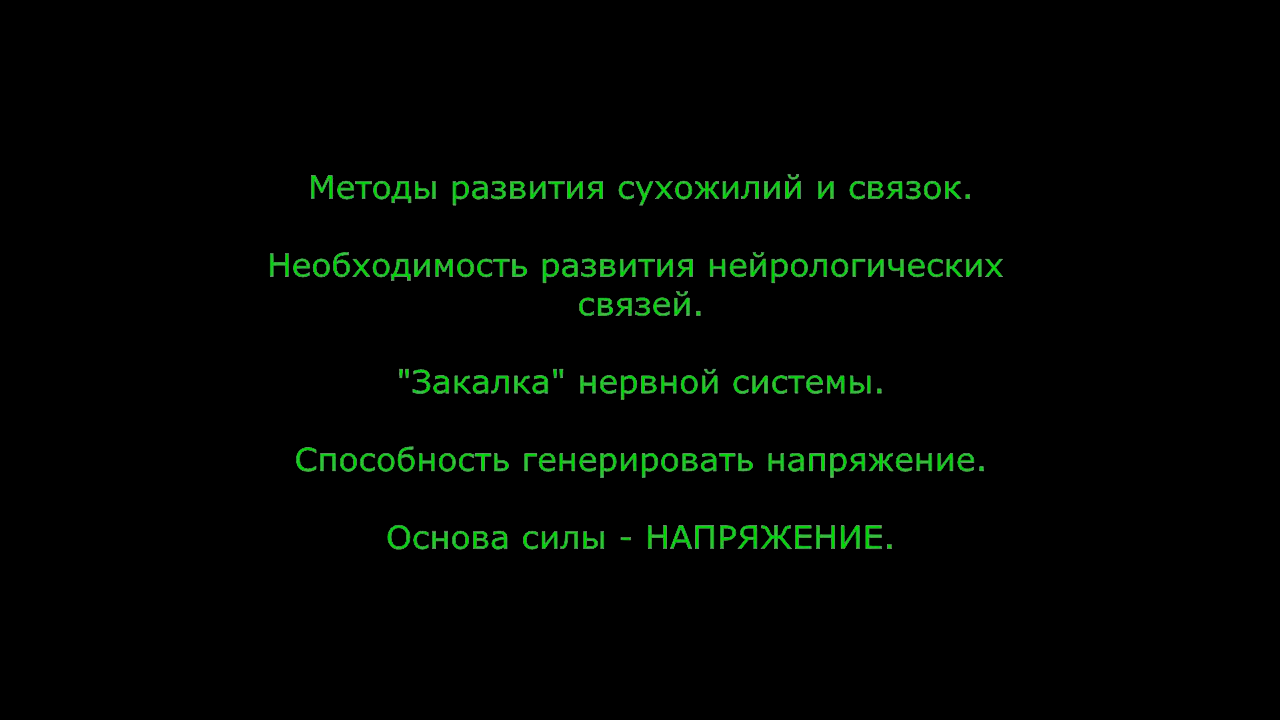 Методы развития сухожилий и связок.
Необходимость развития нейрологических
связей.
"Закалка" нервной системы.
Способность генерировать напряжение.
Основа силы - НАПРЯЖЕНИЕ.